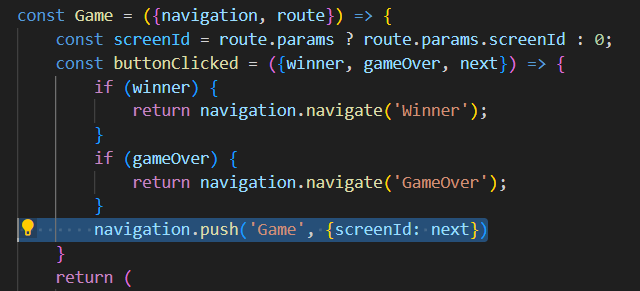 const Game = ({navigation, route}) => {
const screenId = route.params ? route.params.screenId : 0;
const buttonClicked = ({winner, gameOver, next}) => {
if (winner) {
return navigation.navigate('Winner');
}
if (gameOver) {
return navigation.navigate('GameOver');
}
navigation.push('Game', {screenId: next})
}
return (